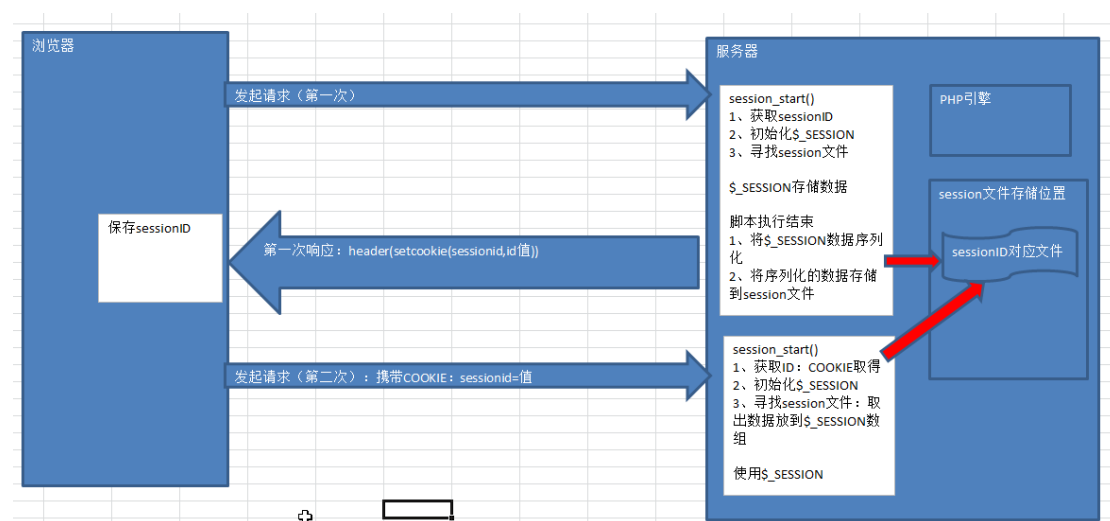 浏览器
服务器
发起请求（第一次）
session_start()
1、获取sessionID
2、初始化$_SESSION
3、寻找session文件
$_SESSION存储数据
脚本执行结束
1、将$_SESSION数据序列
化
2、将序列化的数据存储
到session文件
PHP引擎
session文件存储位置
sessionID对应文件
保存sessionID
第一次响应：header(setcookie(sessionid,id值))
发起请求（第二次）：携带COOKIE：sessionid=值
session_start()
1、获取ID：COOKIE取得
2、初始化$_SESSION
3、寻找session文件：取
出数据放到$_SESSION数
组
使用$_SESSION